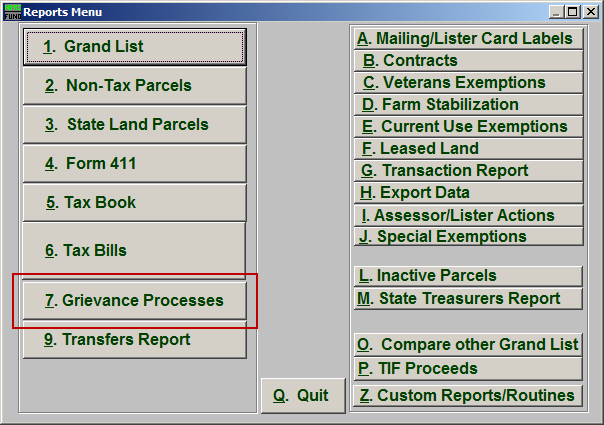 Reports Menu
1. Grand List
2. Non-Tax Parcels
3. State Land Parcels
4. Form 411
5. Tax Book
6. Tax Bills
7. Grievance Processes
9. Transfers Report
Q. Quit
A. Mailing/Lister Card Labels
B. Contracts
C. Veterans Exemptions
D. Farm Stabilization
E. Current Use Exemptions
F. Leased Land
G. Transaction Report
H. Export Data
I. Assessor/Lister Actions
J. Special Exemptions
L. Inactive Parcels
M. State Treasurers Report
O. Compare other Grand List
P. TIF Proceeds
Z. Custom Reports/Routines